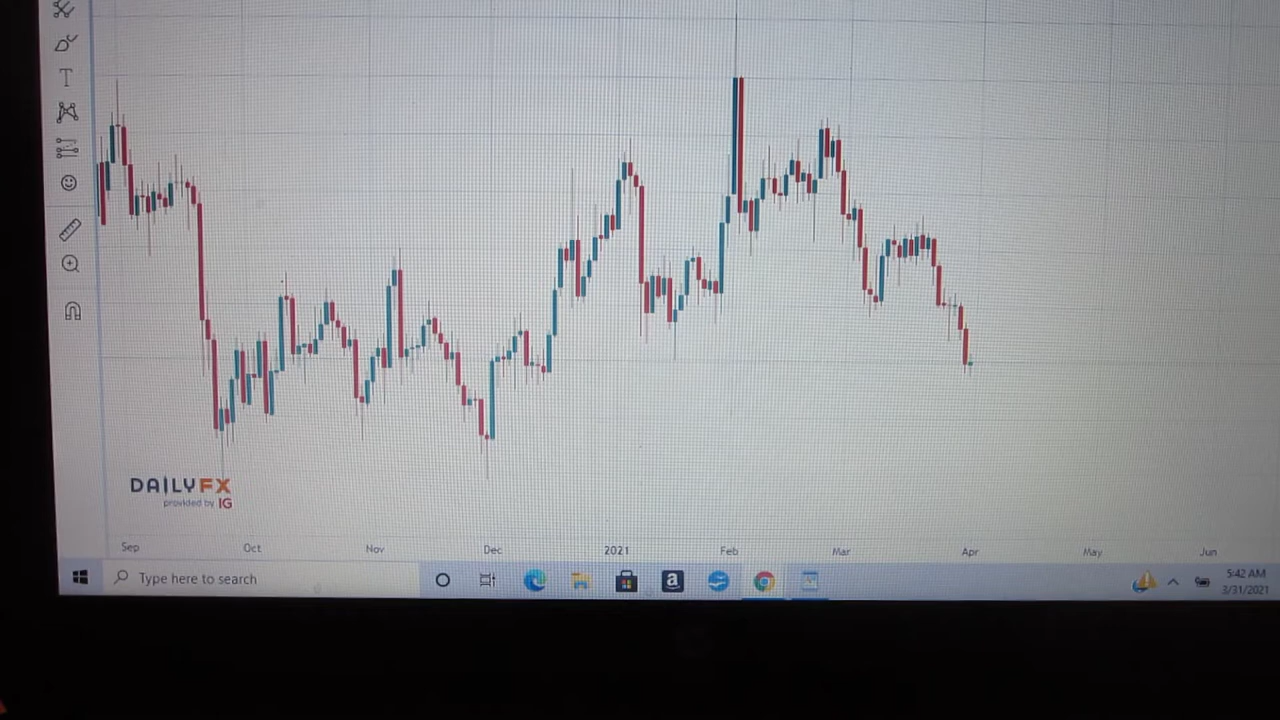 T
DAILYFX
provided by IG
Sep Oct Nov Dec 2021 Feb Mar Apr May Jun
Type here to search
a
5:42 AM
3/31/2021